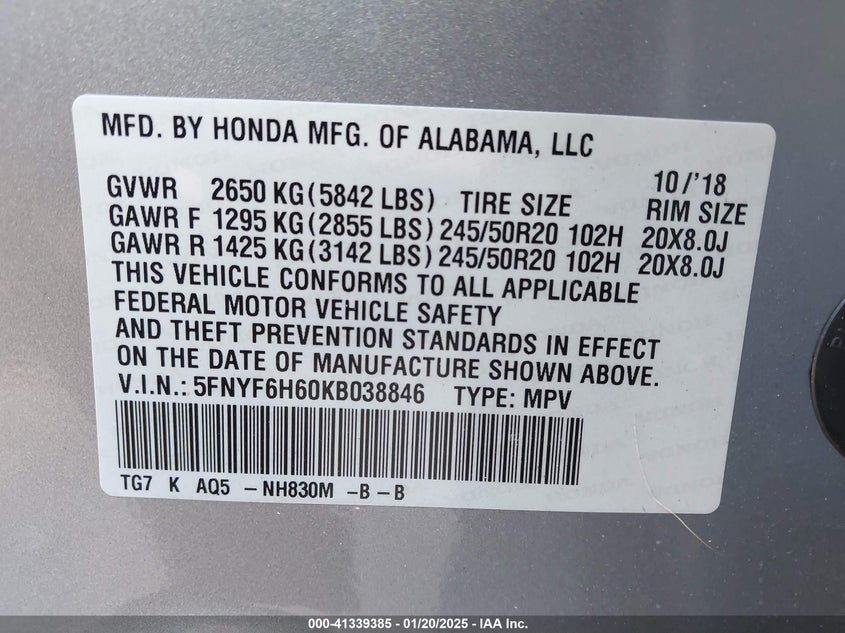 MFD. BY HONDA MFG. OF ALABAMA, LLC
10/'18
GVWR 2650 KG(5842 LBS) TIRE SIZE RIM SIZE
GAWR F 1295 KG(2855 LBS) 245/50R20 102H 20X8.0J
GAWR R 1425 KG(3142 LBS) 245/50R20 102H 20X8.0J
THIS VEHICLE CONFORMS TO ALL APPLICABLE
FEDERAL MOTOR VEHICLE SAFETY
AND THEFT PREVENTION STANDARDS IN EFFECT
ON THE DATE OF MANUFACTURE SHOWN ABOVE.
V.I.N.: 5FNYF6H60KB038846 TYPE: MPV
TG7 K AQ5 -NH830M -B -B
000-41339385 - 01/20/2025 - IAA Inc.